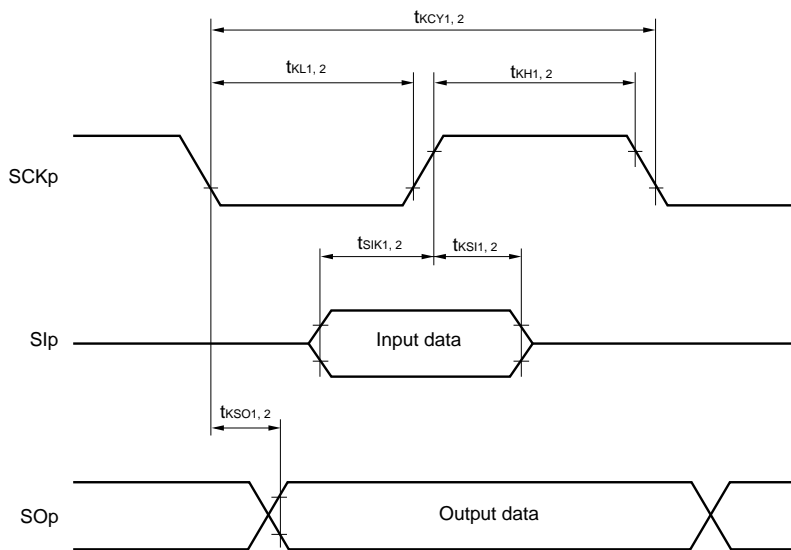 tKCY1, 2
tKL1, 2
tKH1, 2
SCKp
tSIK1, 2
tKSI1, 2
SIp
Input data
tKSO1, 2
SOp
Output data